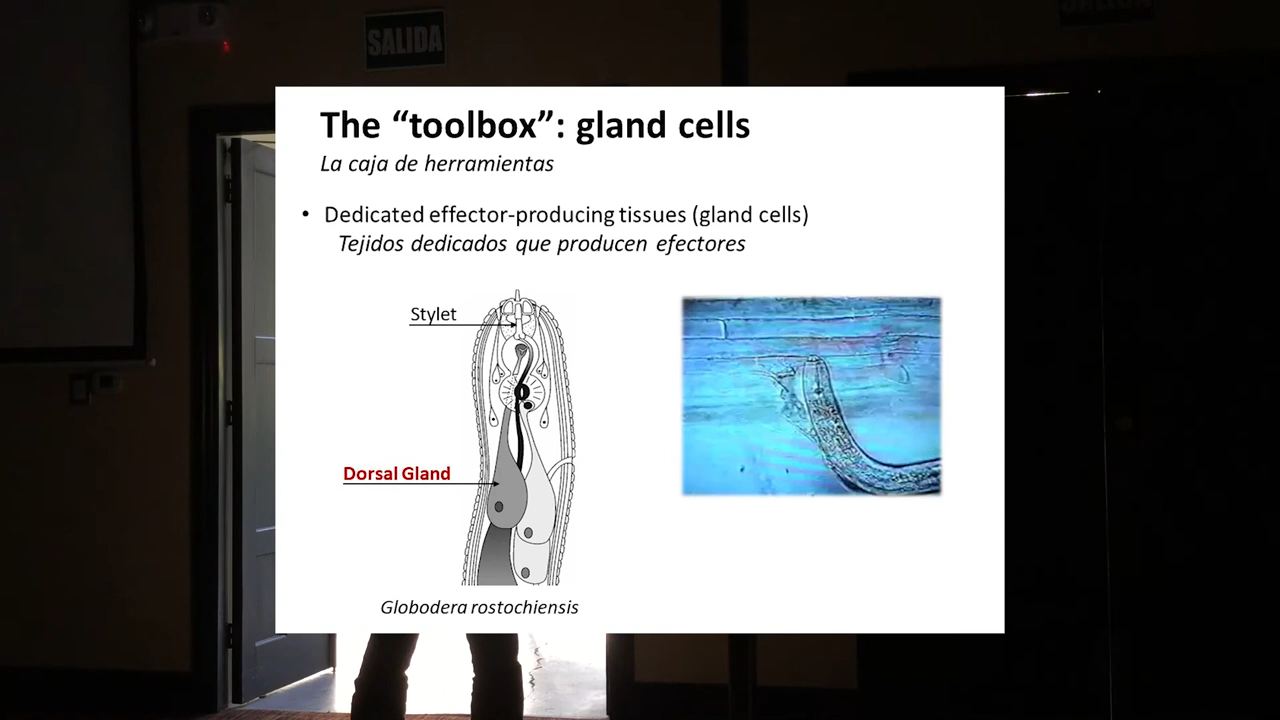 SALIDA
The “toolbox”: gland cells
La caja de herramientas
• Dedicated effector-producing tissues (gland cells)
Tejidos dedicados que producen efectores
Stylet
Dorsal Gland
Globodera rostochiensis